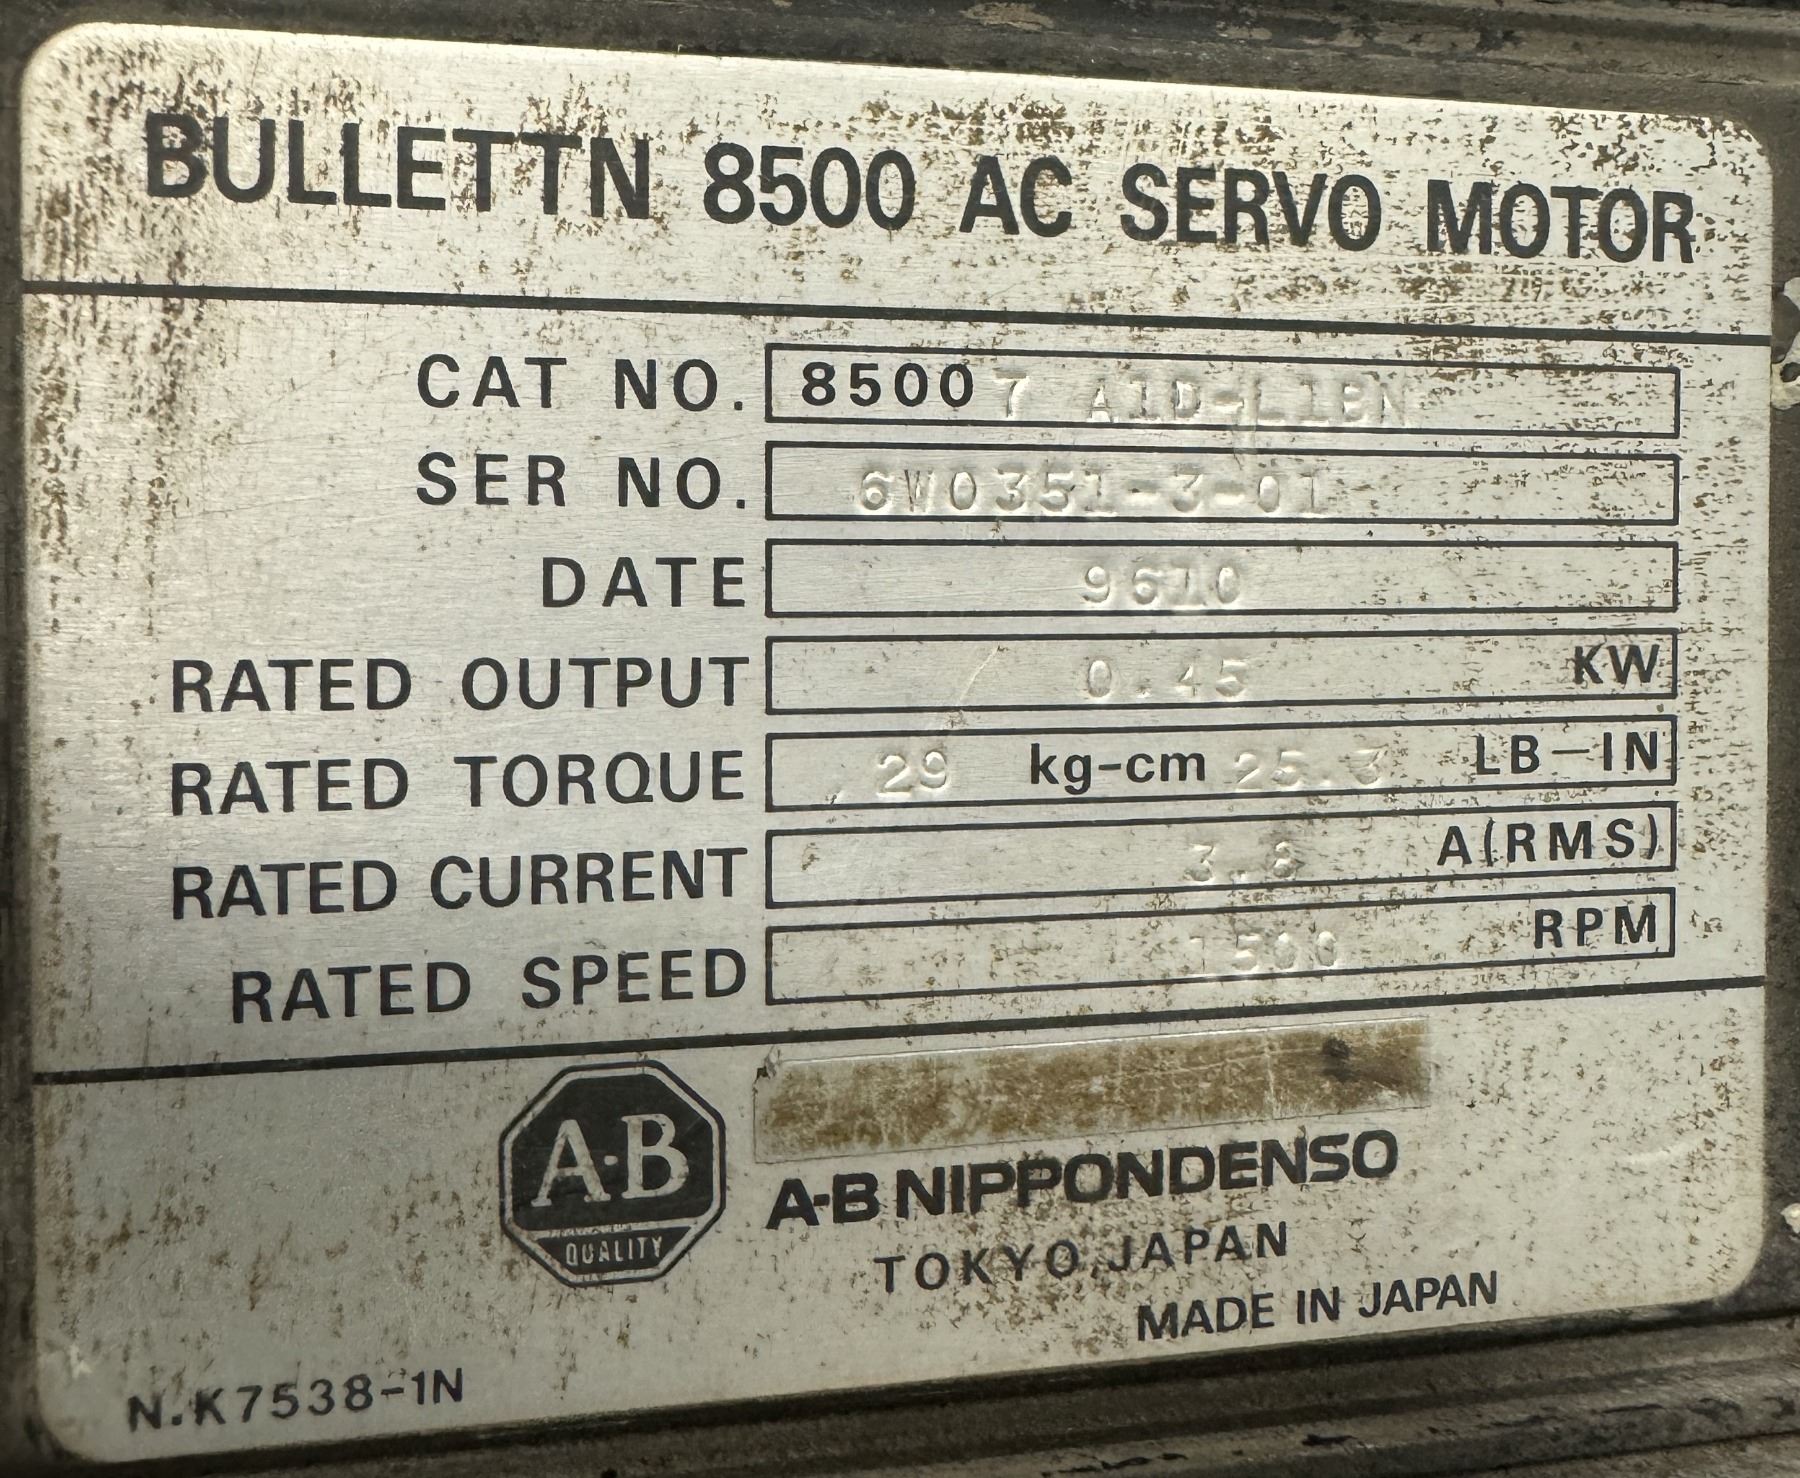 BULLETTN 8500 AC SERVO MOTOR
CAT NO. 85007 A1D-L1BN
SER NO. 6W0351-3-01
DATE 9610
RATED OUTPUT 0.45 KW
RATED TORQUE 29 kg-cm 25.3 LB-IN
RATED CURRENT 3.8 A(RMS)
RATED SPEED 1500 RPM
A·B
QUALITY
A-B NIPPONDENSO
TOKYO, JAPAN
MADE IN JAPAN
N.K7538-1N